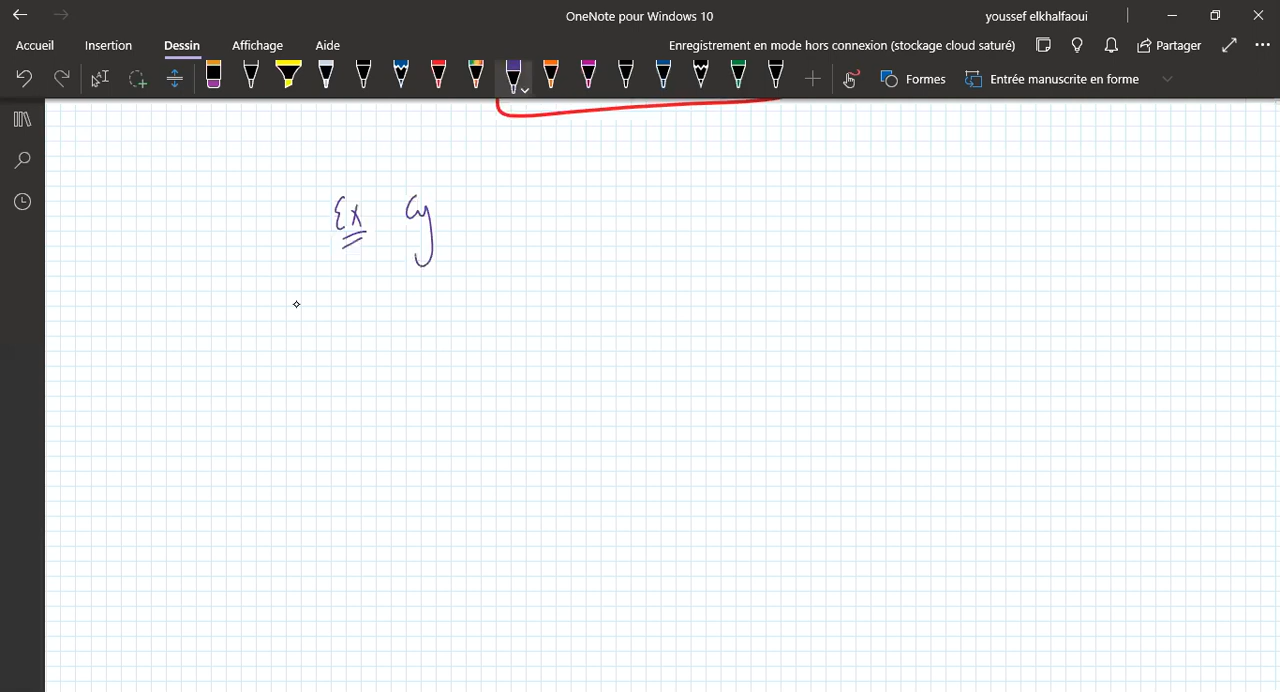 OneNote pour Windows 10
youssef elkhalfaoui
Accueil Insertion Dessin Affichage Aide
Enregistrement en mode hors connexion (stockage cloud saturé)
Partager
Formes
Entrée manuscrite en forme
Ex